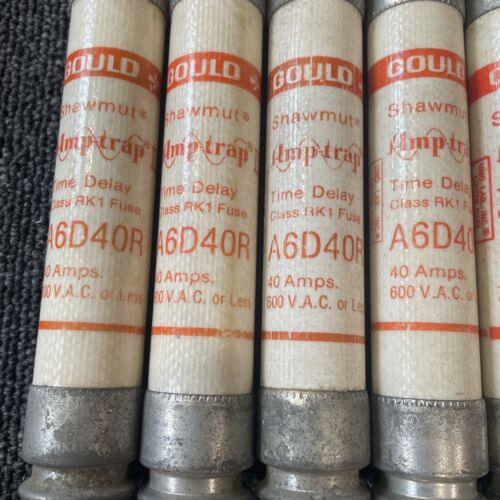 GOULD
Shawmut®
Amp-trap
Time Delay
Class RK1 Fuse
A6D40R
40 Amps.
600 V.A.C. or Less
GOULD
Shawmut®
Amp-trap
Time Delay
Class RK1 Fuse
A6D40R
40 Amps.
600 V.A.C. or Less
GOULD
Shawmut®
Amp-trap
Time Delay
Class RK1 Fuse
A6D40R
40 Amps.
600 V.A.C. or Less
GOULD
Shawmut®
Amp-trap
Time Delay
Class RK1 Fuse
A6D40
40 Amps.
600 V.A.C. or Less